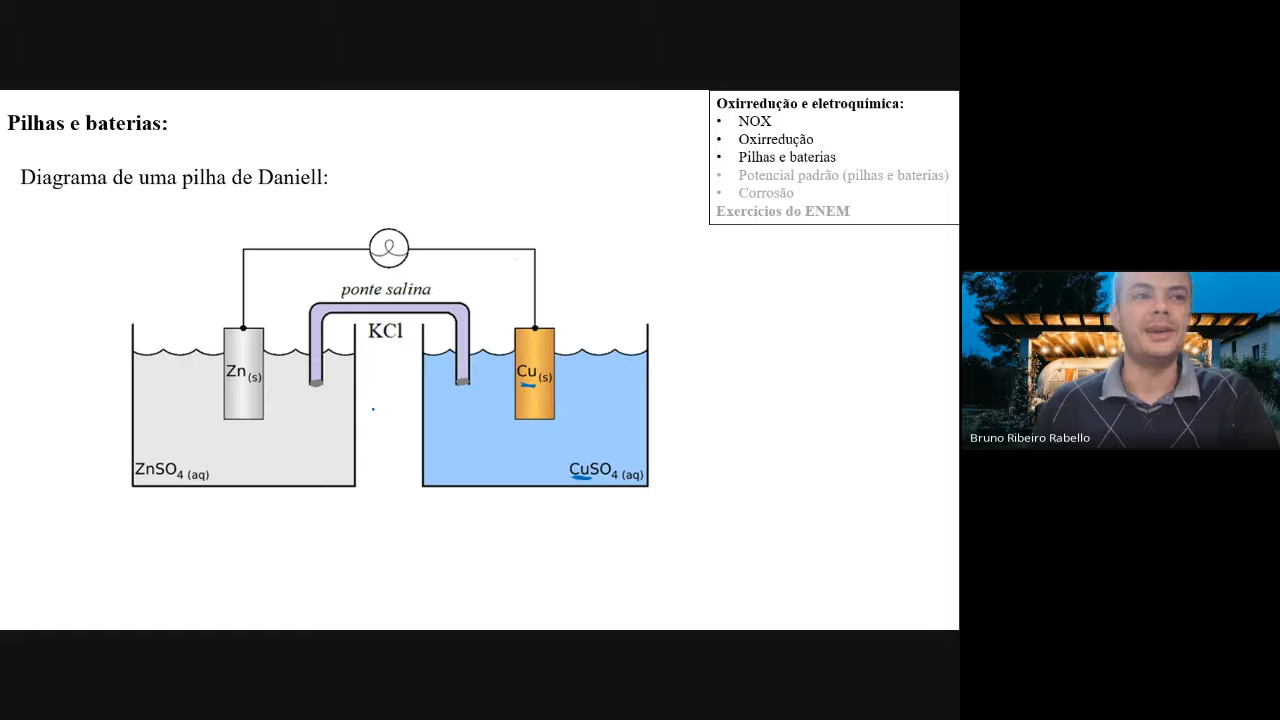 Pilhas e baterias:
Diagrama de uma pilha de Daniell:
Oxirredução e eletroquímica:
• NOX
• Oxirredução
• Pilhas e baterias
• Potencial padrão (pilhas e baterias)
• Corrosão
Exercícios do ENEM
ponte salina
KCl
Zn (s)
Cu (s)
ZnSO4 (aq)
CuSO4 (aq)
Bruno Ribeiro Rabello